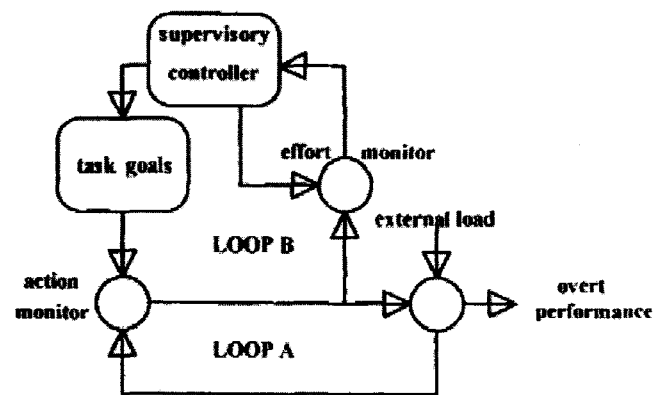 supervisory
controller
task goals
effort monitor
external load
LOOP B
action
monitor
overt
performance
LOOP A